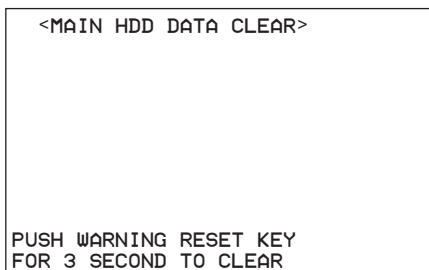 <MAIN HDD DATA CLEAR>
PUSH WARNING RESET KEY
FOR 3 SECOND TO CLEAR